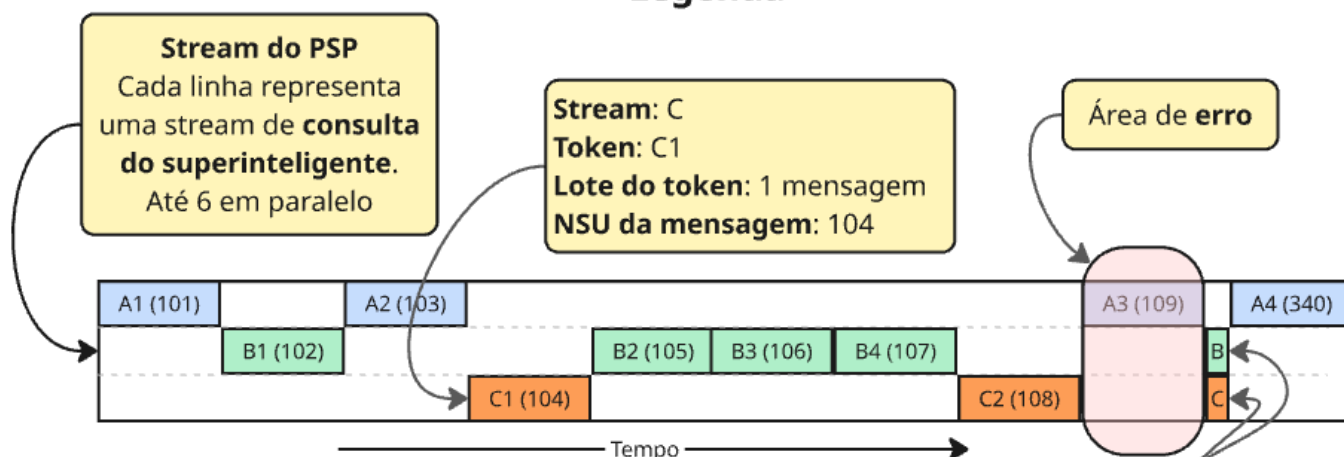 Stream do PSP
Cada linha representa
uma stream de consulta
do superinteligente.
Até 6 em paralelo
Stream: C
Token: C1
Lote do token: 1 mensagem
NSU da mensagem: 104
Área de erro
A1 (101)
A2 (103)
A3 (109)
A4 (340)
B1 (102)
B2 (105)
B3 (106)
B4 (107)
B
C1 (104)
C2 (108)
C
Tempo